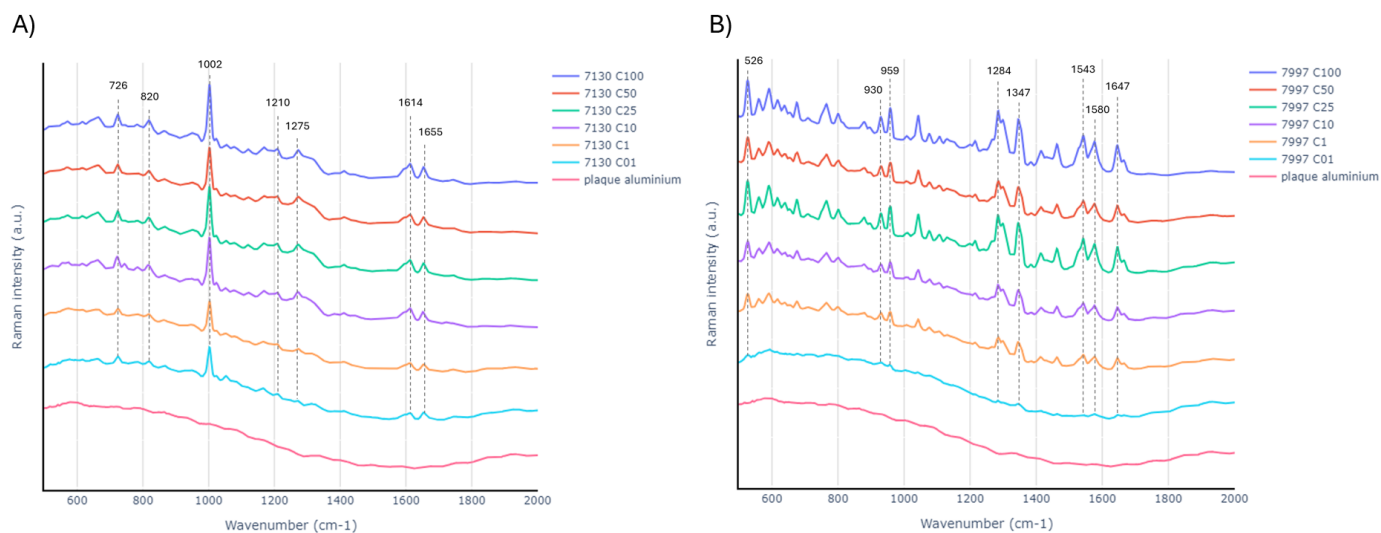 A)
1002
726
820
1210
1275
1614
1655
7130 C100
7130 C50
7130 C25
7130 C10
7130 C1
7130 C01
plaque aluminium
Raman intensity (a.u.)
600 800 1000 1200 1400 1600 1800 2000
Wavenumber (cm-1)
B)
526
930
959
1284
1347
1543
1580
1647
7997 C100
7997 C50
7997 C25
7997 C10
7997 C1
7997 C01
plaque aluminium
Raman intensity (a.u.)
600 800 1000 1200 1400 1600 1800 2000
Wavenumber (cm-1)